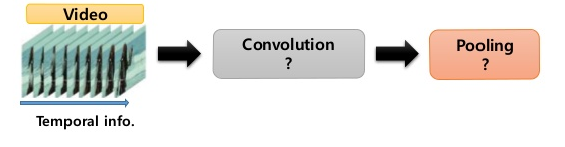 Video
Convolution
?
Pooling
?
Temporal info.